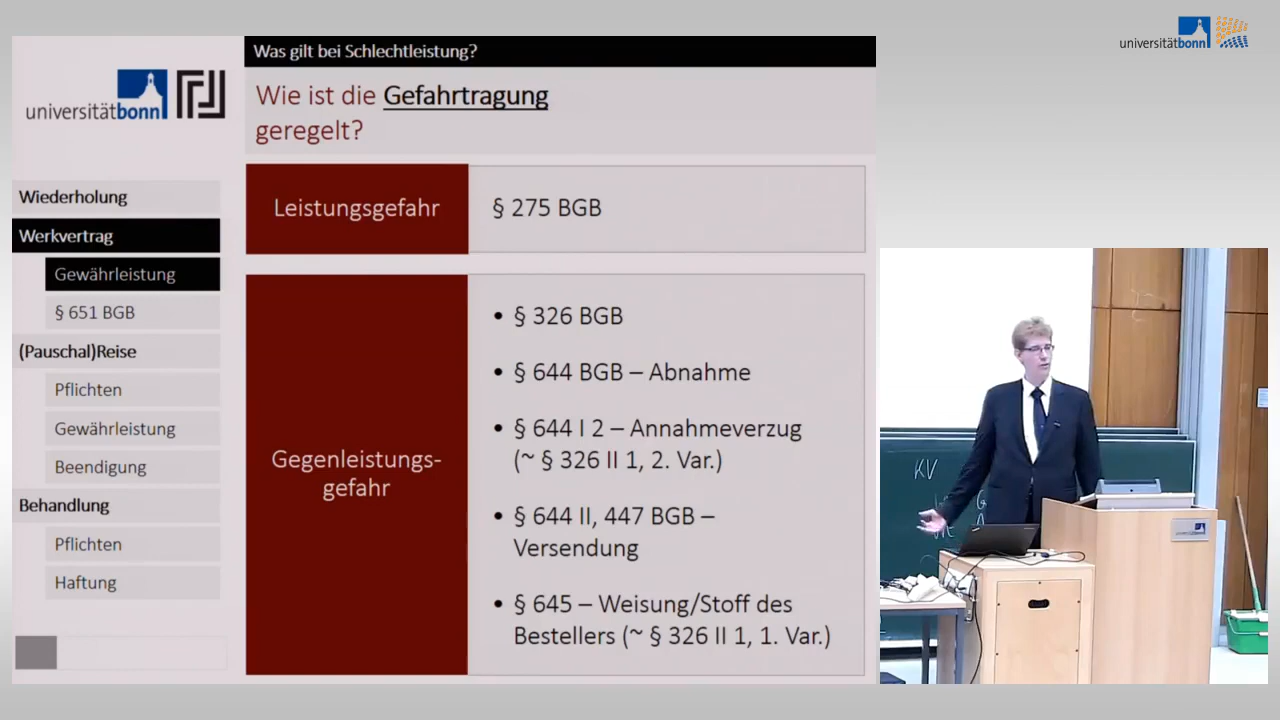 universitätbonn
Was gilt bei Schlechtleistung?
universitätbonn
Wie ist die Gefahrtragung
geregelt?
Wiederholung
Werkvertrag
Gewährleistung
§ 651 BGB
(Pauschal)Reise
Pflichten
Gewährleistung
Beendigung
Behandlung
Pflichten
Haftung
Leistungsgefahr
§ 275 BGB
Gegenleistungs-
gefahr
• § 326 BGB
• § 644 BGB – Abnahme
• § 644 I 2 – Annahmeverzug
(~ § 326 II 1, 2. Var.)
• § 644 II, 447 BGB –
Versendung
• § 645 – Weisung/Stoff des
Bestellers (~ § 326 II 1, 1. Var.)
KV